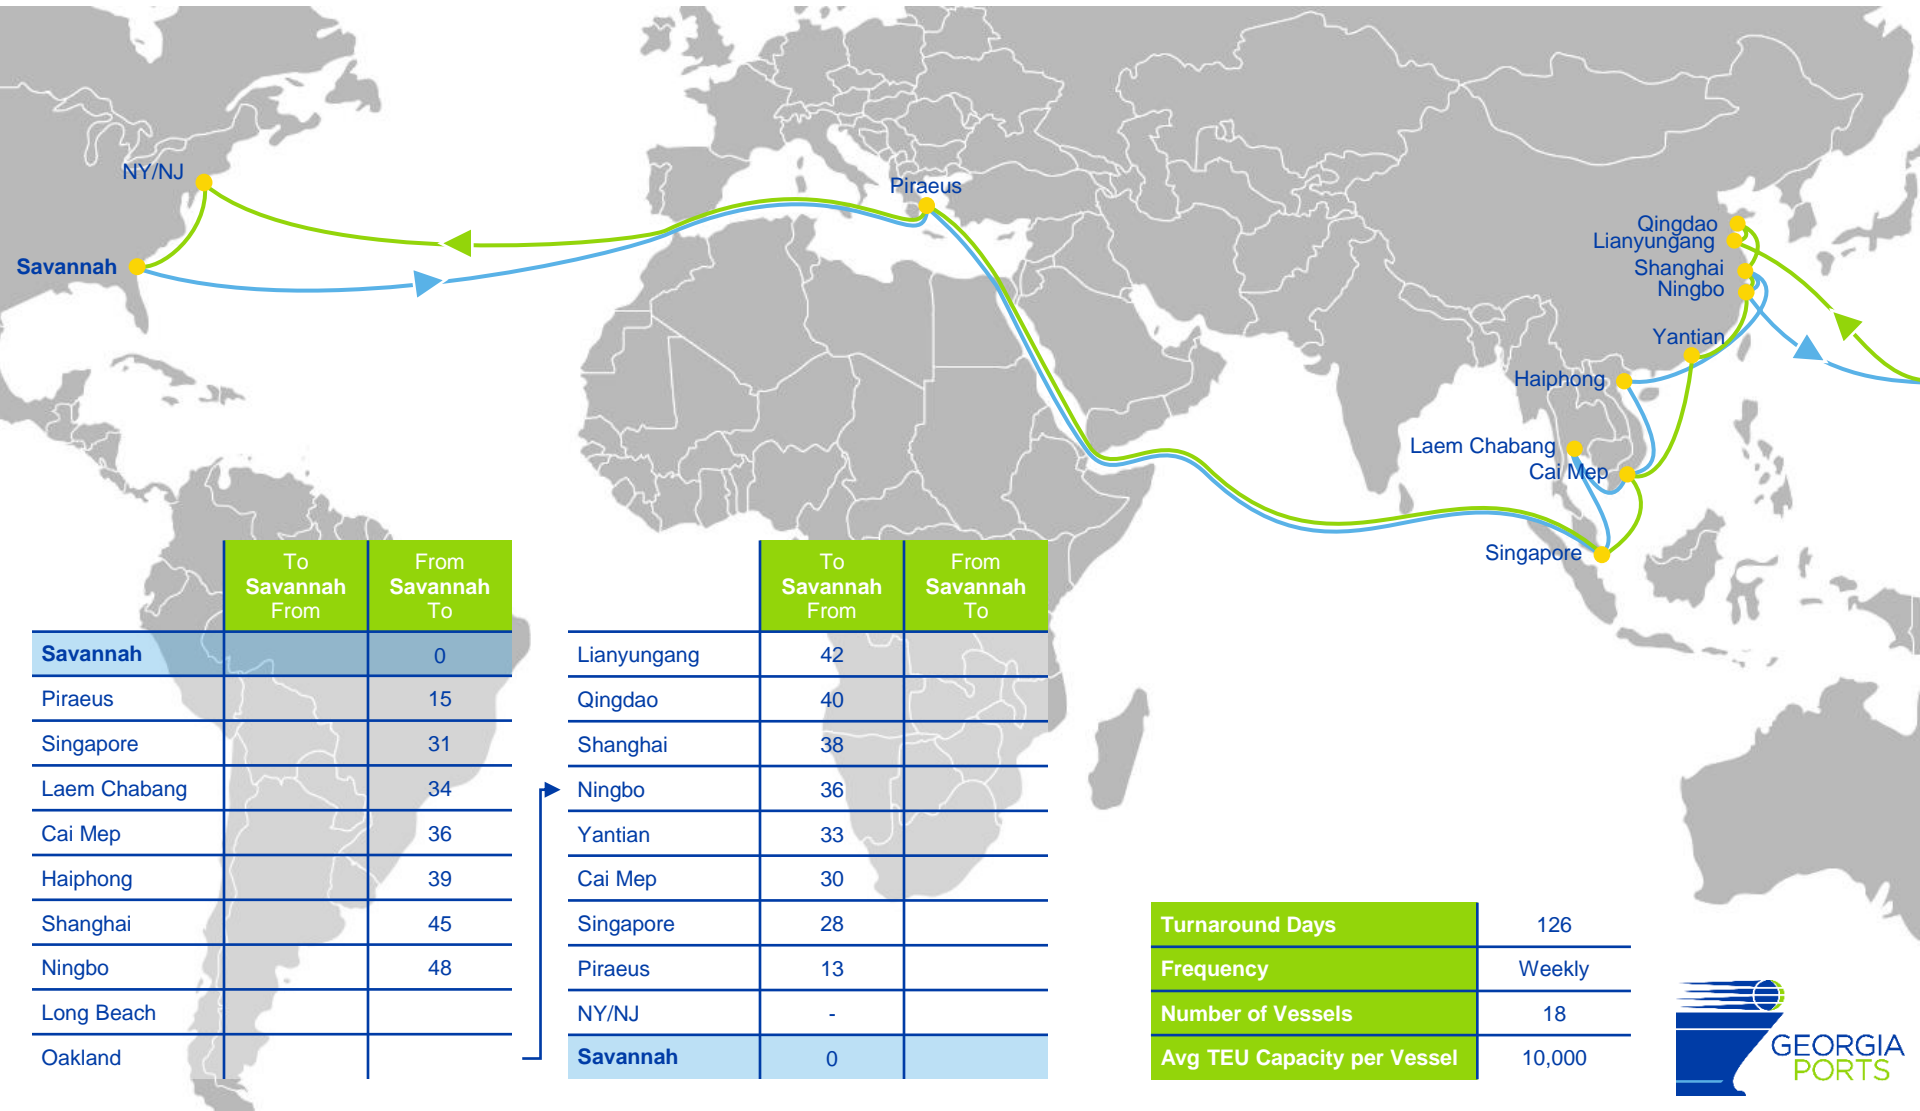 NY/NJ
Savannah
Piraeus
Qingdao
Lianyungang
Shanghai
Ningbo
Yantian
Haiphong
Laem Chabang
Cai Mep
Singapore
To
Savannah
From
From
Savannah
To
Savannah 0
Piraeus 15
Singapore 31
Laem Chabang 34
Cai Mep 36
Haiphong 39
Shanghai 45
Ningbo 48
Long Beach
Oakland
To
Savannah
From
From
Savannah
To
Lianyungang 42
Qingdao 40
Shanghai 38
Ningbo 36
Yantian 33
Cai Mep 30
Singapore 28
Piraeus 13
NY/NJ -
Savannah 0
Turnaround Days 126
Frequency Weekly
Number of Vessels 18
Avg TEU Capacity per Vessel 10,000
GEORGIA
PORTS